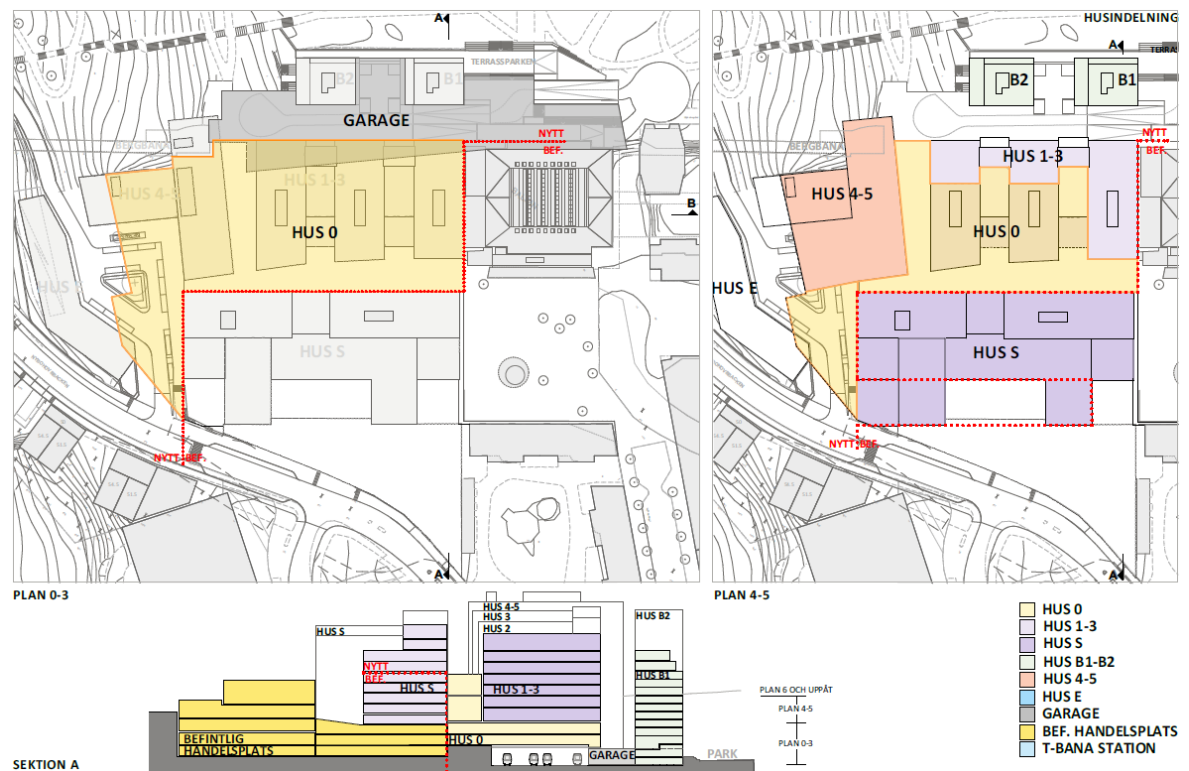 A
HUSINDELNING
A
TERRASSPARKEN
TERRAS
B2
B1
B2
B1
GARAGE
NYTT
BEF.
NYTT
BEF.
BERGBANA
BERGBANA
HUS 1-3
HUS 1-3
HUS 4-5
HUS 4-5
B
HUS 0
HUS 0
HUS E
HUS S
HUS S
NYTT BEF.
NYTT BEF.
A
A
PLAN 0-3
PLAN 4-5
HUS 4-5
HUS 3
HUS 2
HUS B2
HUS S
NYTT
BEF.
HUS S
HUS 1-3
HUS B1
PLAN 6 OCH UPPÅT
PLAN 4-5
PLAN 0-3
BEFINTLIG
HANDELSPLATS
HUS 0
GARAGE
PARK
SEKTION A
HUS 0
HUS 1-3
HUS S
HUS B1-B2
HUS 4-5
HUS E
GARAGE
BEF. HANDELSPLATS
T-BANA STATION